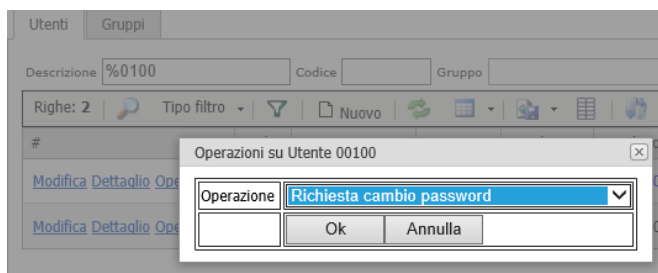 Utenti Gruppi
Descrizione %0100 Codice Gruppo
Righe: 2 Tipo filtro Nuovo
#
Operazioni su Utente 00100
Modifica Dettaglio Ope
Operazione Richiesta cambio password
Ok Annulla
Modifica Dettaglio Ope